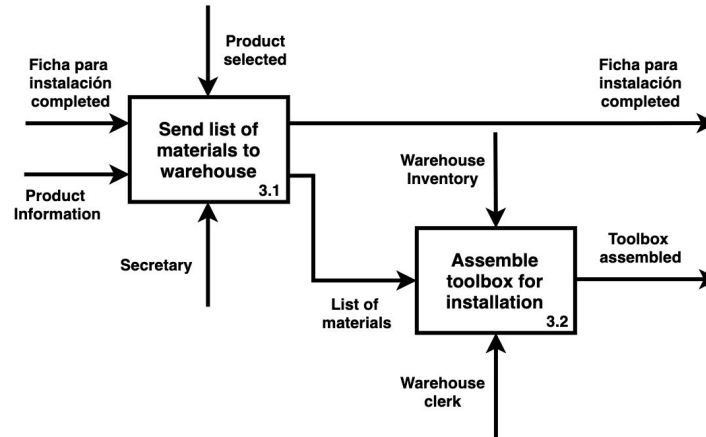 Product
selected
Ficha para
instalación
completed
Ficha para
instalación
completed
Send list of
materials to
warehouse
3.1
Product
Information
Warehouse
Inventory
Secretary
List of
materials
Assemble
toolbox for
installation
3.2
Toolbox
assembled
Warehouse
clerk